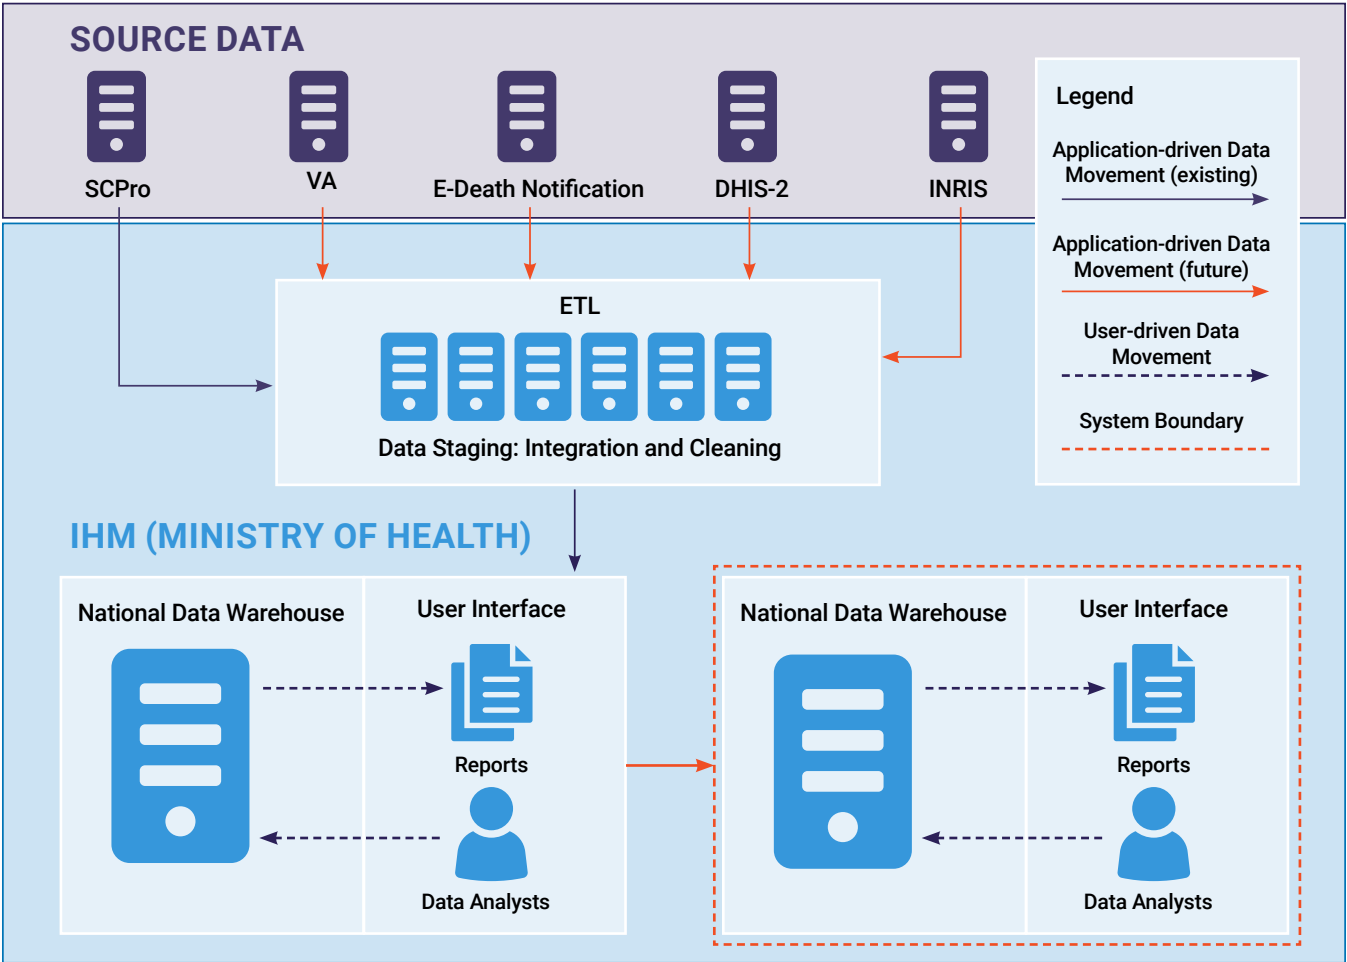 SOURCE DATA
SCPro
VA
E-Death Notification
DHIS-2
INRIS
Legend
Application-driven Data
Movement (existing)
Application-driven Data
Movement (future)
User-driven Data
Movement
System Boundary
ETL
Data Staging: Integration and Cleaning
IHM (MINISTRY OF HEALTH)
National Data Warehouse
User Interface
Reports
Data Analysts
National Data Warehouse
User Interface
Reports
Data Analysts